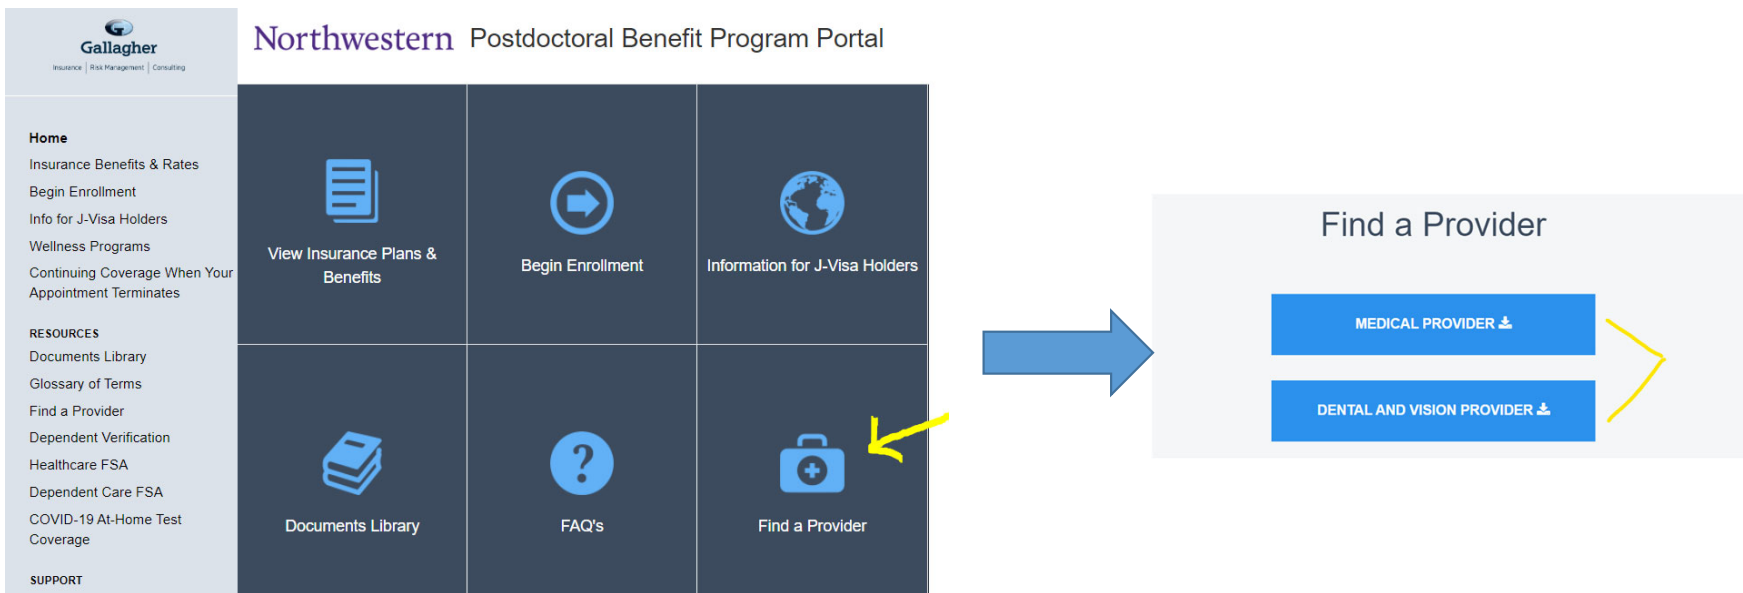 Gallagher
Insurance | Risk Management | Consulting
Northwestern Postdoctoral Benefit Program Portal
Home
Insurance Benefits & Rates
Begin Enrollment
Info for J-Visa Holders
Wellness Programs
Continuing Coverage When Your
Appointment Terminates
RESOURCES
Documents Library
Glossary of Terms
Find a Provider
Dependent Verification
Healthcare FSA
Dependent Care FSA
COVID-19 At-Home Test
Coverage
SUPPORT
View Insurance Plans &
Benefits
Begin Enrollment
Information for J-Visa Holders
Documents Library
?
FAQ's
Find a Provider
Find a Provider
MEDICAL PROVIDER
DENTAL AND VISION PROVIDER